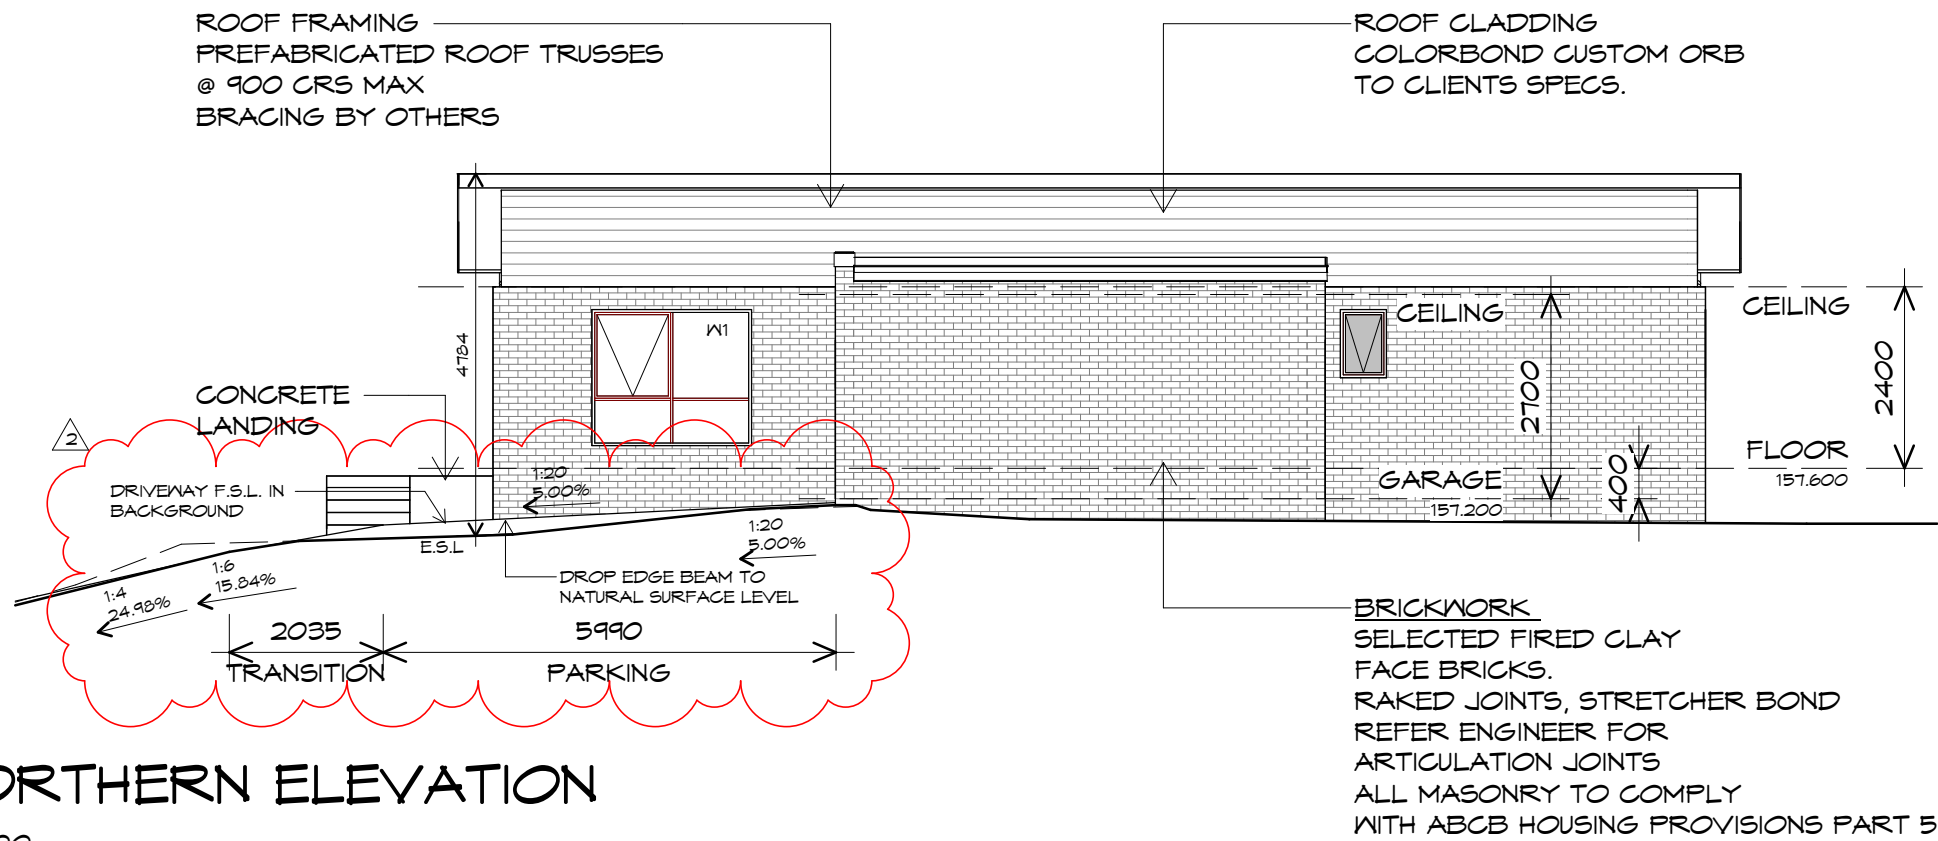 ROOF FRAMING
PREFABRICATED ROOF TRUSSES
@ 900 CRS MAX
BRACING BY OTHERS
ROOF CLADDING
COLORBOND CUSTOM ORB
TO CLIENTS SPECS.
4784
W1
CEILING
2700
CEILING
2400
CONCRETE
LANDING
2
DRIVEWAY F.S.L. IN
BACKGROUND
1:20
5.00%
E.S.L
1:20
5.00%
GARAGE
157.200
400
FLOOR
157.600
1:6
15.84%
1:4
24.98%
DROP EDGE BEAM TO
NATURAL SURFACE LEVEL
2035
TRANSITION
5990
PARKING
BRICKWORK
SELECTED FIRED CLAY
FACE BRICKS.
RAKED JOINTS, STRETCHER BOND
REFER ENGINEER FOR
ARTICULATION JOINTS
ALL MASONRY TO COMPLY
WITH ABCB HOUSING PROVISIONS PART 5
ORTHERN ELEVATION